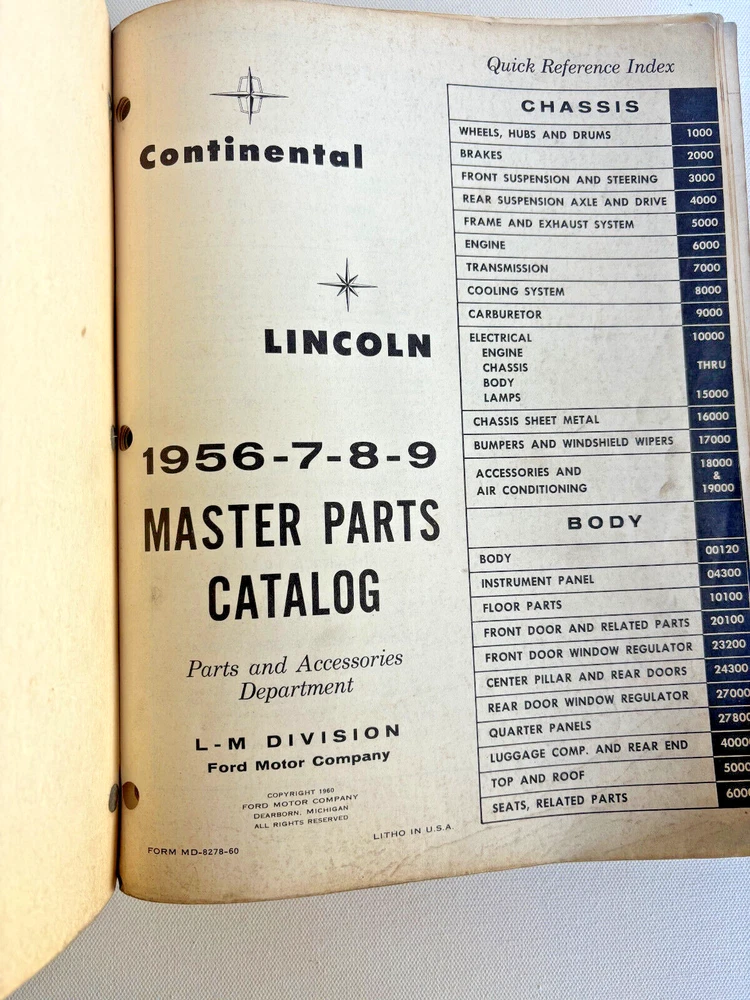 Continental
LINCOLN
1956-7-8-9
MASTER PARTS
CATALOG
Parts and Accessories
Department
L-M DIVISION
Ford Motor Company
COPYRIGHT 1960
FORD MOTOR COMPANY
DEARBORN, MICHIGAN
ALL RIGHTS RESERVED
LITHO IN U.S.A.
FORM MD-8278-60
Quick Reference Index
CHASSIS
WHEELS, HUBS AND DRUMS 1000
BRAKES 2000
FRONT SUSPENSION AND STEERING 3000
REAR SUSPENSION AXLE AND DRIVE 4000
FRAME AND EXHAUST SYSTEM 5000
ENGINE 6000
TRANSMISSION 7000
COOLING SYSTEM 8000
CARBURETOR 9000
ELECTRICAL 10000
ENGINE
CHASSIS THRU
BODY
LAMPS 15000
CHASSIS SHEET METAL 16000
BUMPERS AND WINDSHIELD WIPERS 17000
ACCESSORIES AND 18000
&
AIR CONDITIONING 19000
BODY
BODY 00120
INSTRUMENT PANEL 04300
FLOOR PARTS 10100
FRONT DOOR AND RELATED PARTS 20100
FRONT DOOR WINDOW REGULATOR 23200
CENTER PILLAR AND REAR DOORS 24300
REAR DOOR WINDOW REGULATOR 27000
QUARTER PANELS 27800
LUGGAGE COMP. AND REAR END 4000
TOP AND ROOF 5000
SEATS, RELATED PARTS 600